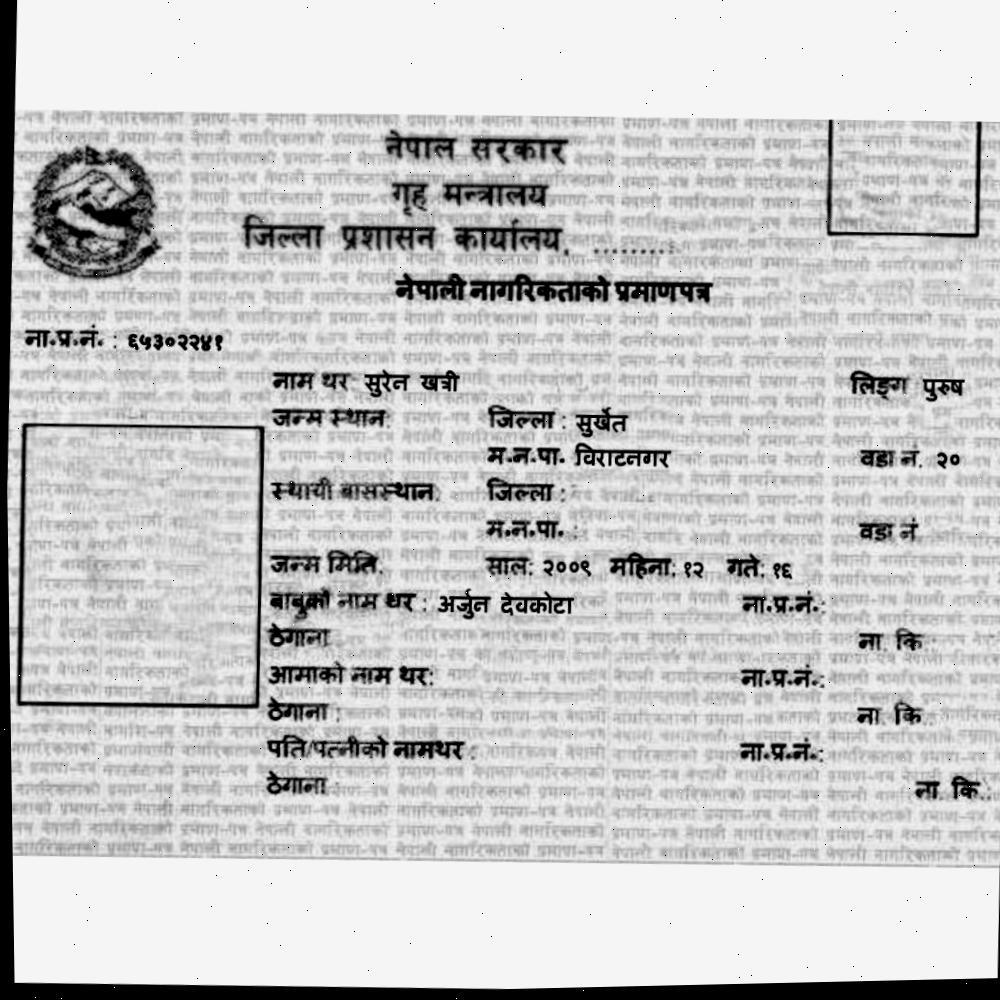 नेपाल सरकार
गृह मन्त्रालय
जिल्ला प्रशासन कार्यालय, ..........
नेपाली नागरिकताको प्रमाणपत्र
ना.प्र.नं. : ६५३०२२४१
नाम थर: सुरेन खत्री लिङ्ग पुरुष
जन्म स्थान: जिल्ला : सुर्खेत
म.न.पा. विराटनगर वडा नं. २०
स्थायी बासस्थान: जिल्ला :
म.न.पा. : वडा नं
जन्म मिति: साल: २००९ महिना: १२ गते: १६
बाबुको नाम थर : अर्जुन देवकोटा ना.प्र.नं.:
ठेगाना ना. कि.:
आमाको नाम थर: ना.प्र.नं.:
ठेगाना : ना. कि.:
पति/पत्नीको नामथर : ना.प्र.नं.:
ठेगाना : ना. कि.: